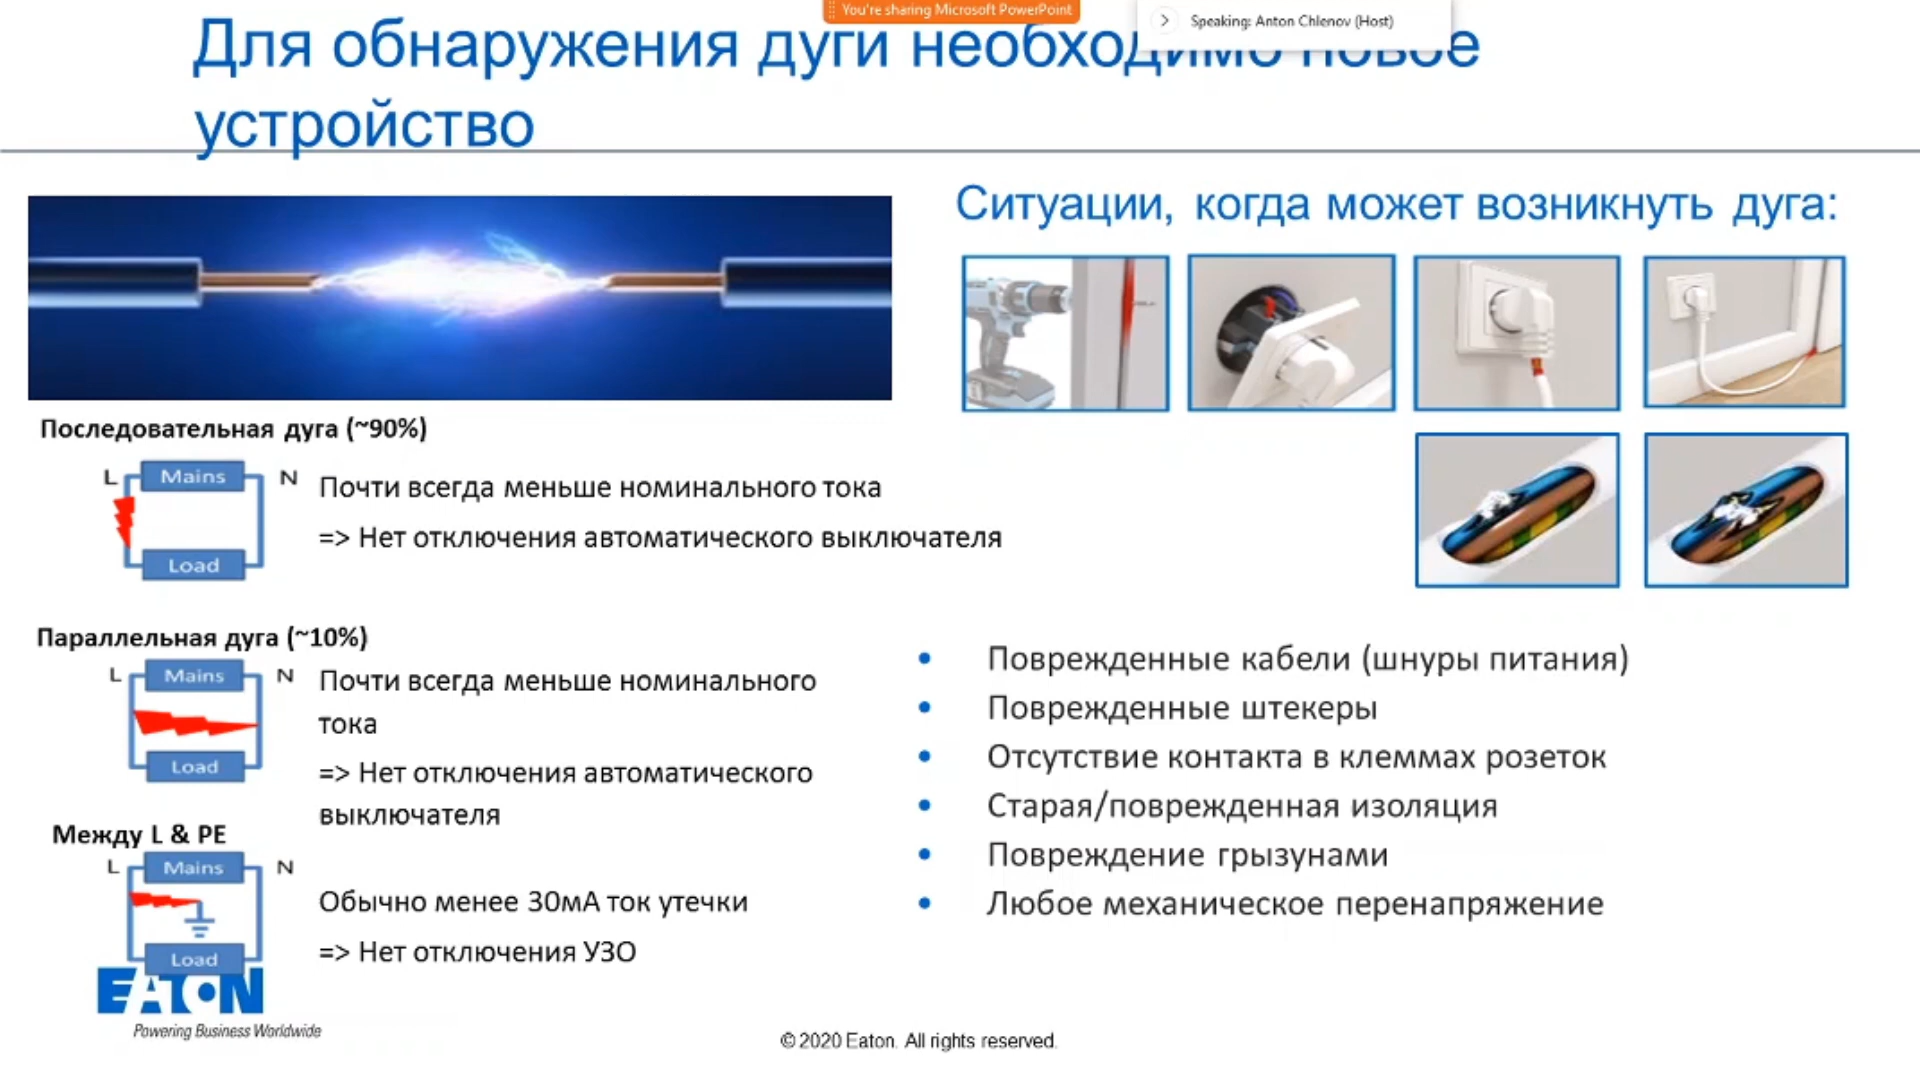 You're sharing Microsoft PowerPoint
Speaking: Anton Chlenov (Host)
Для обнаружения дуги необходимо новое
устройство
Ситуации, когда может возникнуть дуга:
Последовательная дуга (~90%)
L Mains N
Load
Почти всегда меньше номинального тока
=> Нет отключения автоматического выключателя
Параллельная дуга (~10%)
L Mains N
Load
Почти всегда меньше номинального
тока
=> Нет отключения автоматического
выключателя
Между L & PE
L Mains N
Load
Обычно менее 30мА ток утечки
=> Нет отключения УЗО
• Поврежденные кабели (шнуры питания)
• Поврежденные штекеры
• Отсутствие контакта в клеммах розеток
• Старая/поврежденная изоляция
• Повреждение грызунами
• Любое механическое перенапряжение
EATON
Powering Business Worldwide
© 2020 Eaton. All rights reserved.